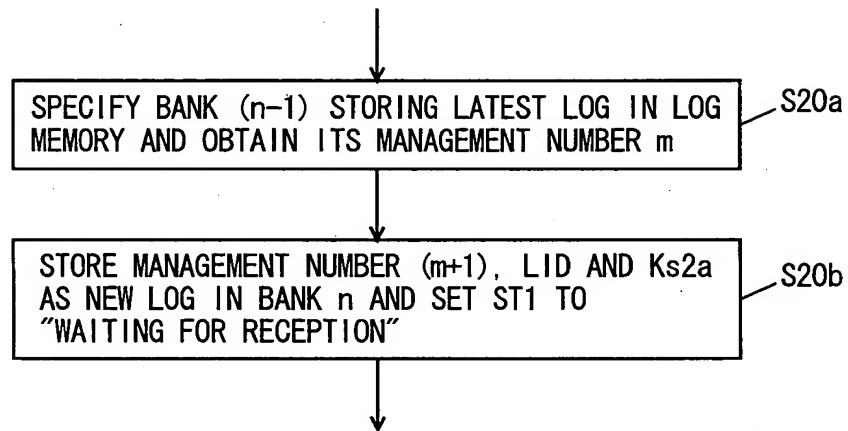 SPECIFY BANK (n-1) STORING LATEST LOG IN LOG
MEMORY AND OBTAIN ITS MANAGEMENT NUMBER m
S20a
STORE MANAGEMENT NUMBER (m+1), LID AND Ks2a
AS NEW LOG IN BANK n AND SET ST1 TO
"WAITING FOR RECEPTION"
S20b